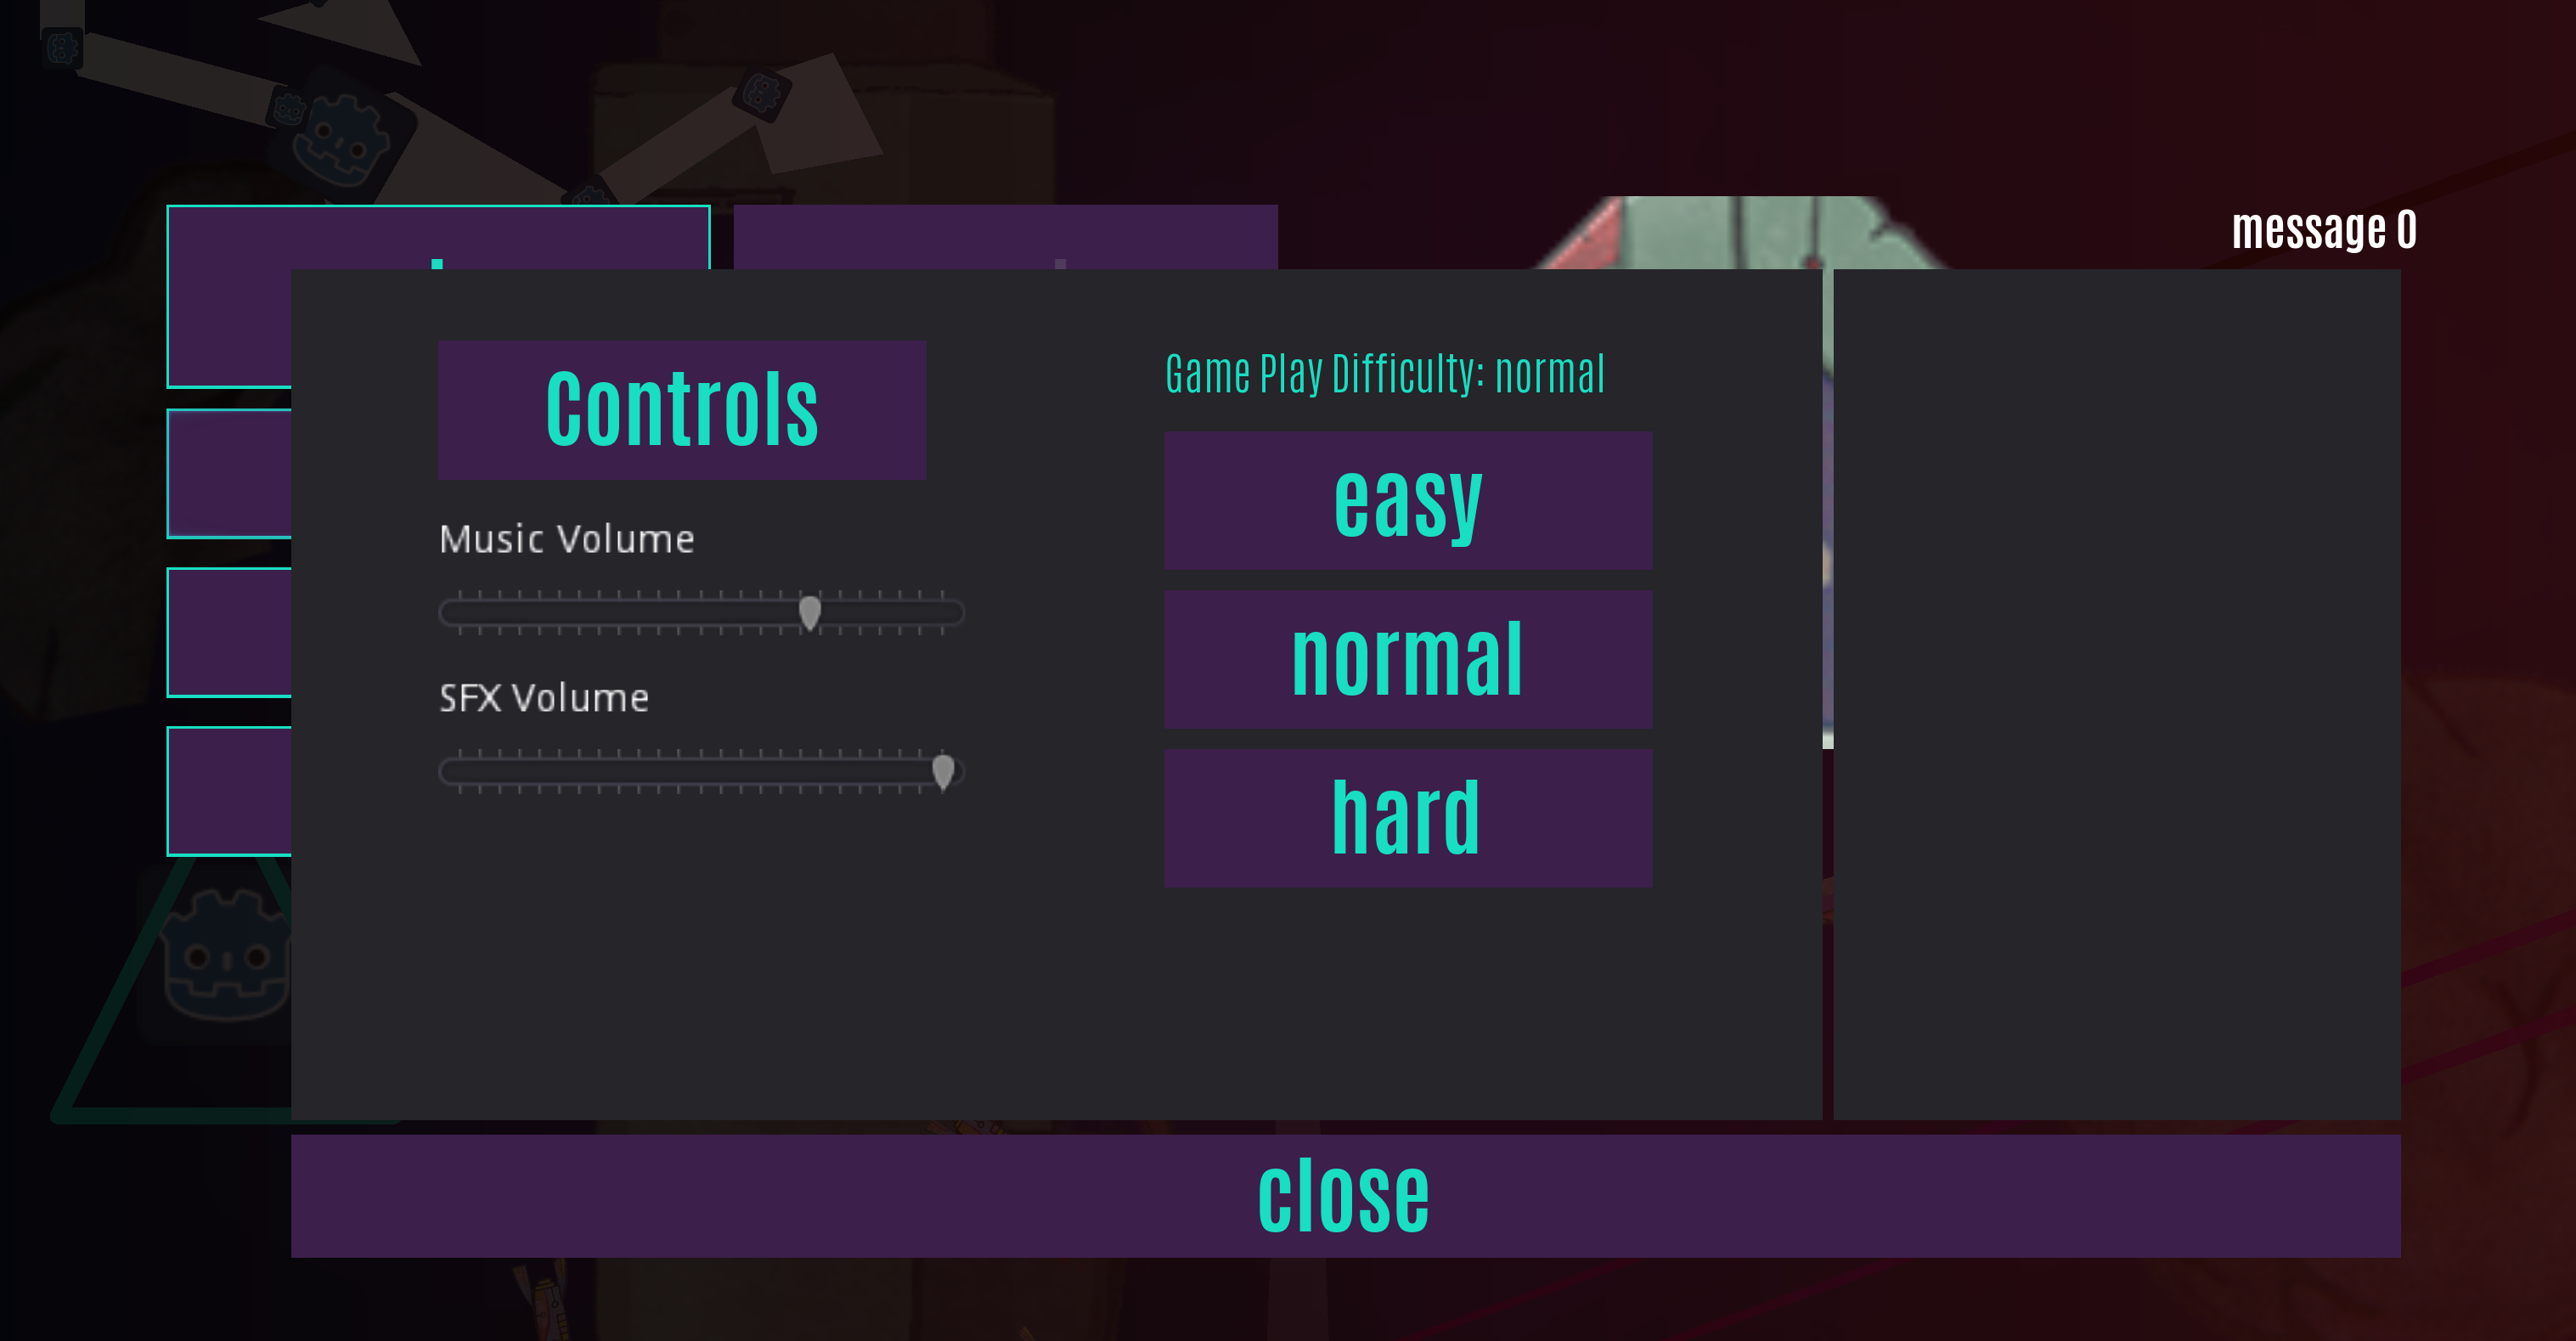 message 0
Controls
Game Play Difficulty: normal
Music Volume
easy
normal
SFX Volume
hard
close